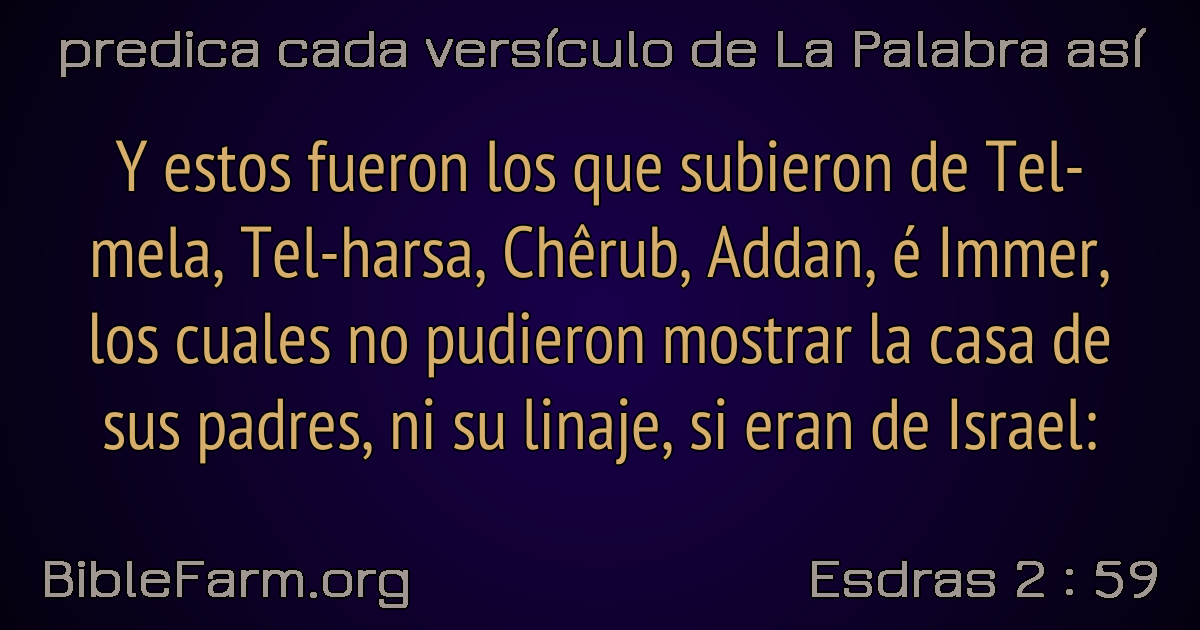 predica cada versículo de La Palabra así
Y estos fueron los que subieron de Tel-
mela, Tel-harsa, Chêrub, Addan, é Immer,
los cuales no pudieron mostrar la casa de
sus padres, ni su linaje, si eran de Israel:
BibleFarm.org
Esdras 2 : 59